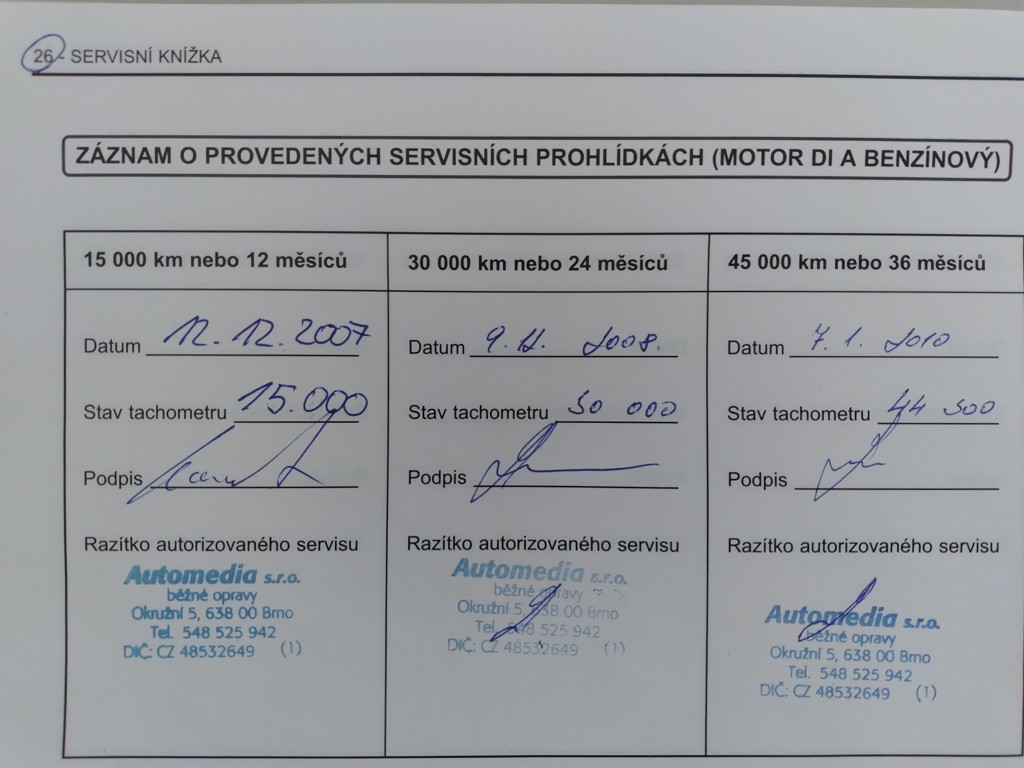 26 - SERVISNÍ KNÍŽKA
ZÁZNAM O PROVEDENÝCH SERVISNÍCH PROHLÍDKÁCH (MOTOR DI A BENZÍNOVÝ)
15 000 km nebo 12 měsíců
Datum 12. 12. 2007
Stav tachometru 15.000
Podpis
Razítko autorizovaného servisu
Automedia s.r.o.
běžné opravy
Okružní 5, 638 00 Brno
Tel. 548 525 942
DIČ: CZ 48532649 (1)
30 000 km nebo 24 měsíců
Datum 9. 12. 2008.
Stav tachometru 30 000
Podpis
Razítko autorizovaného servisu
Automedia s.r.o.
běžné opravy
Okružní 5, 638 00 Brno
Tel. 548 525 942
DIČ: CZ 48532649 (1)
45 000 km nebo 36 měsíců
Datum 7. 1. 2010
Stav tachometru 44 300
Podpis
Razítko autorizovaného servisu
Automedia s.r.o.
běžné opravy
Okružní 5, 638 00 Brno
Tel. 548 525 942
DIČ: CZ 48532649 (1)